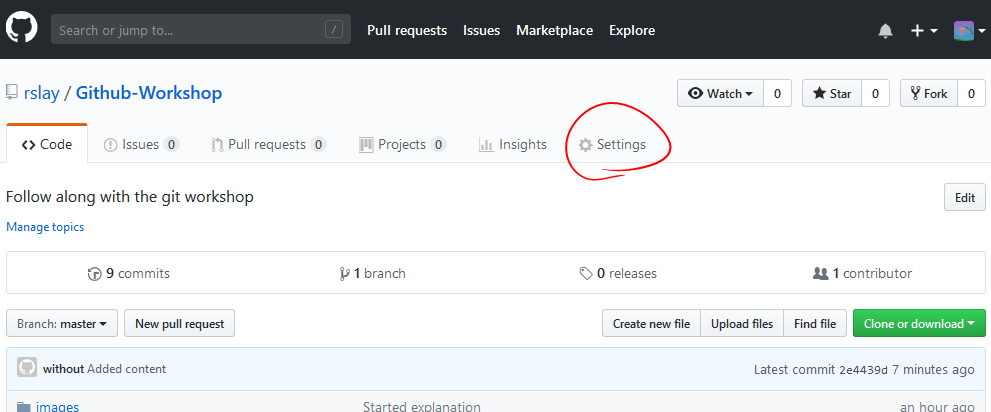 Search or jump to... / Pull requests Issues Marketplace Explore
rslay / Github-Workshop Watch 0 Star 0 Fork 0
Code Issues 0 Pull requests 0 Projects 0 Insights Settings
Follow along with the git workshop Edit
Manage topics
9 commits 1 branch 0 releases 1 contributor
Branch: master New pull request Create new file Upload files Find file Clone or download
without Added content Latest commit 2e4439d 7 minutes ago
images Started explanation an hour ago